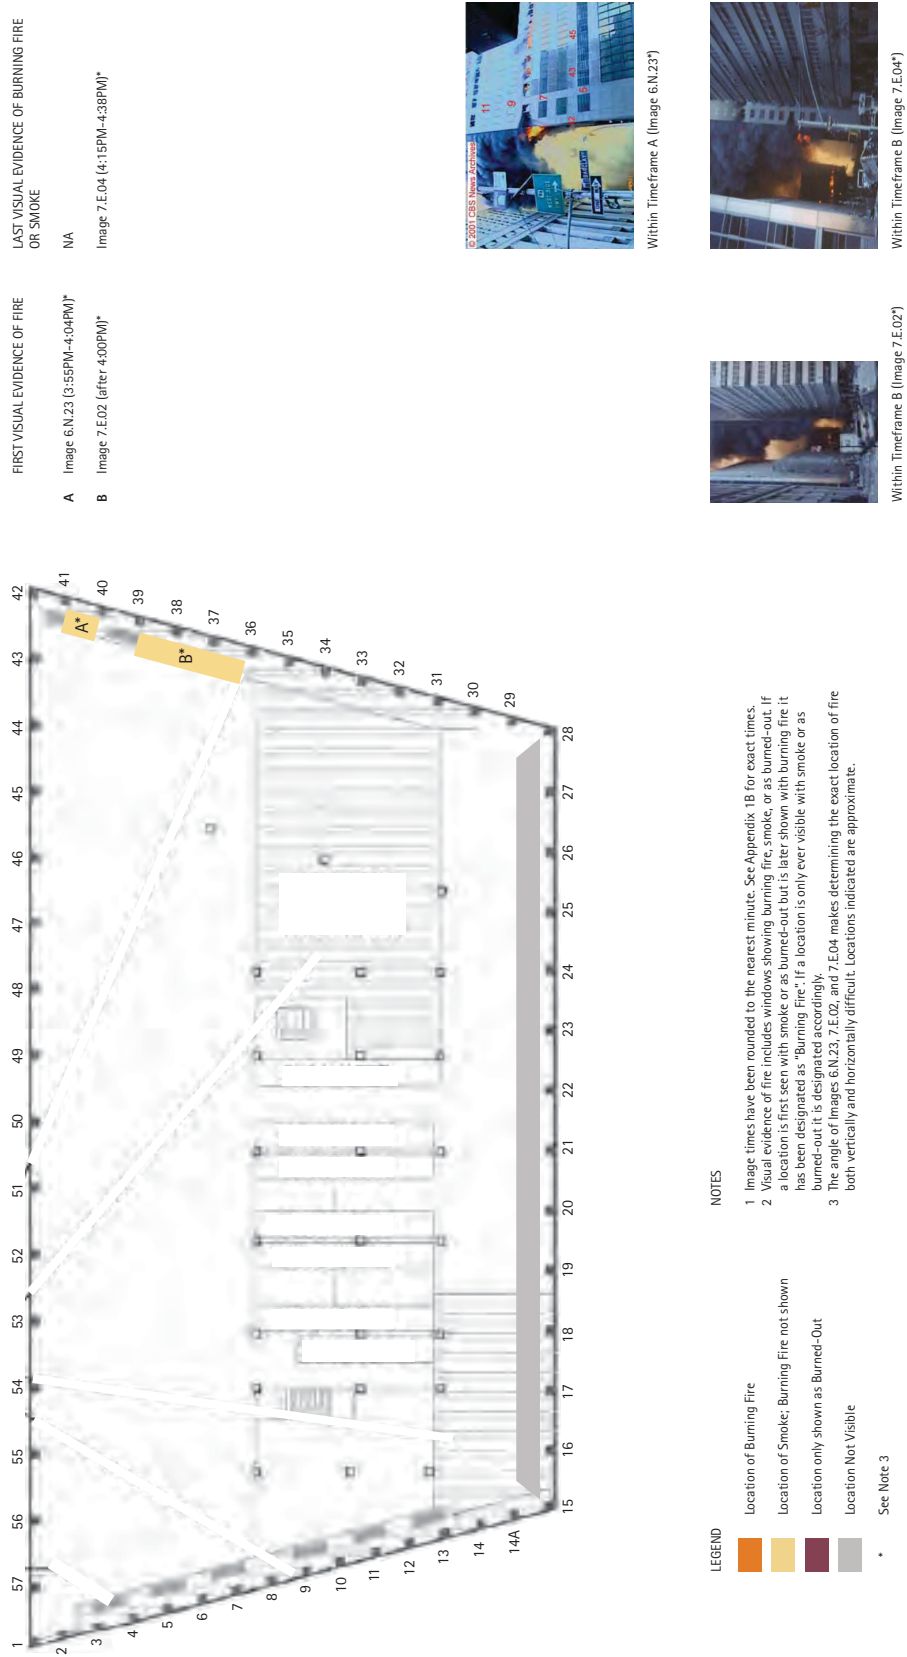 FIRST VISUAL EVIDENCE OF FIRE
A Image 6.N.23 (3:55PM-4:04PM)*
B Image 7.E.02 (after 4:00PM)*
LAST VISUAL EVIDENCE OF BURNING FIRE
OR SMOKE
NA
Image 7.E.04 (4:15PM-4:38PM)*
1
57
56
55
54
53
52
51
50
49
48
47
46
45
44
43
42
2
3
4
5
6
7
8
9
10
11
12
13
14
14A
15
16
17
18
19
20
21
22
23
24
25
26
27
28
29
30
31
32
33
34
35
36
37
38
39
40
41
A*
B*
© 2001 CBS News Archives
11
9
7
5
43
45
Within Timeframe A (Image 6.N.23*)
Within Timeframe B (Image 7.E.02*)
Within Timeframe B (Image 7.E.04*)
LEGEND
Location of Burning Fire
Location of Smoke; Burning Fire not shown
Location only shown as Burned-Out
Location Not Visible
* See Note 3
NOTES
1 Image times have been rounded to the nearest minute. See Appendix 1B for exact times.
2 Visual evidence of fire includes windows showing burning fire, smoke, or as burned-out. If
a location is first seen with smoke or as burned-out but is later shown with burning fire it
has been designated as "Burning Fire". If a location is only ever visible with smoke or as
burned-out it is designated accordingly.
3 The angle of Images 6.N.23, 7.E.02, and 7.E.04 makes determining the exact location of fire
both vertically and horizontally difficult. Locations indicated are approximate.